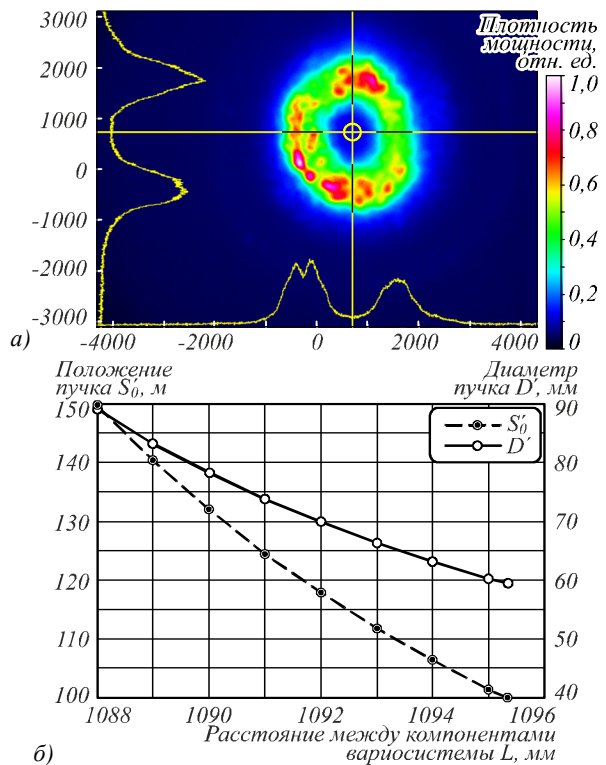 Плотность
мощности,
отн. ед.
3000
2000
1000
0
-1000
-2000
-3000
-4000 -2000 0 2000 4000
1,0
0,8
0,6
0,4
0,2
0,0
а)
Положение
пучка S′0, м
Диаметр
пучка D′, мм
150
140
130
120
110
100
S′0
D′
90
80
70
60
50
40
1088 1090 1092 1094 1096
Расстояние между компонентами
вариосистемы L, мм
б)